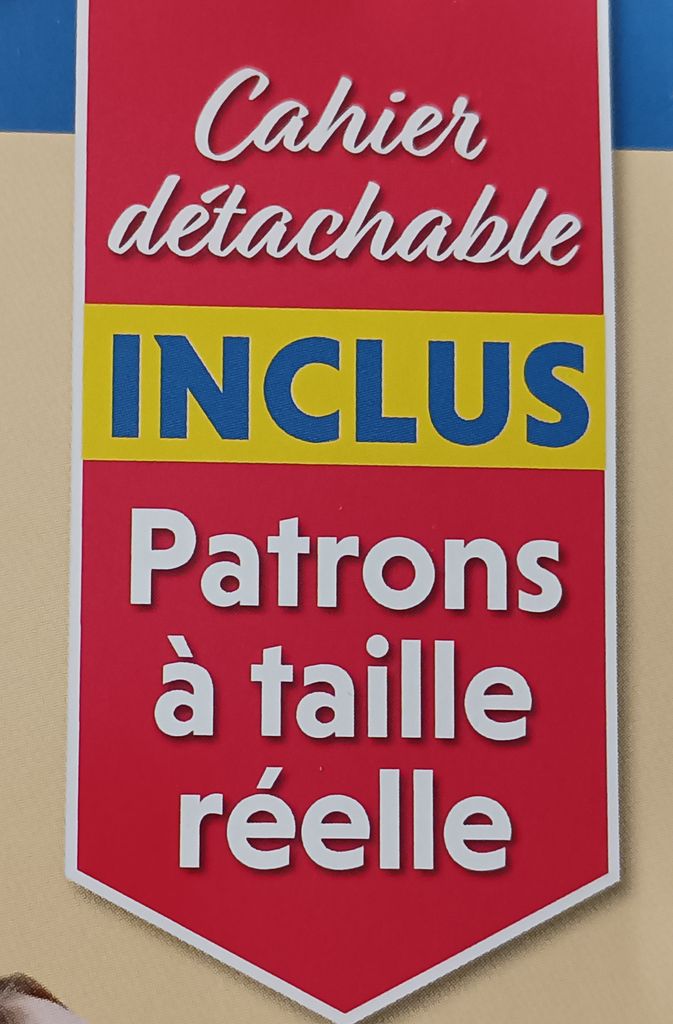 Cahier
détachable
INCLUS
Patrons
à taille
réelle